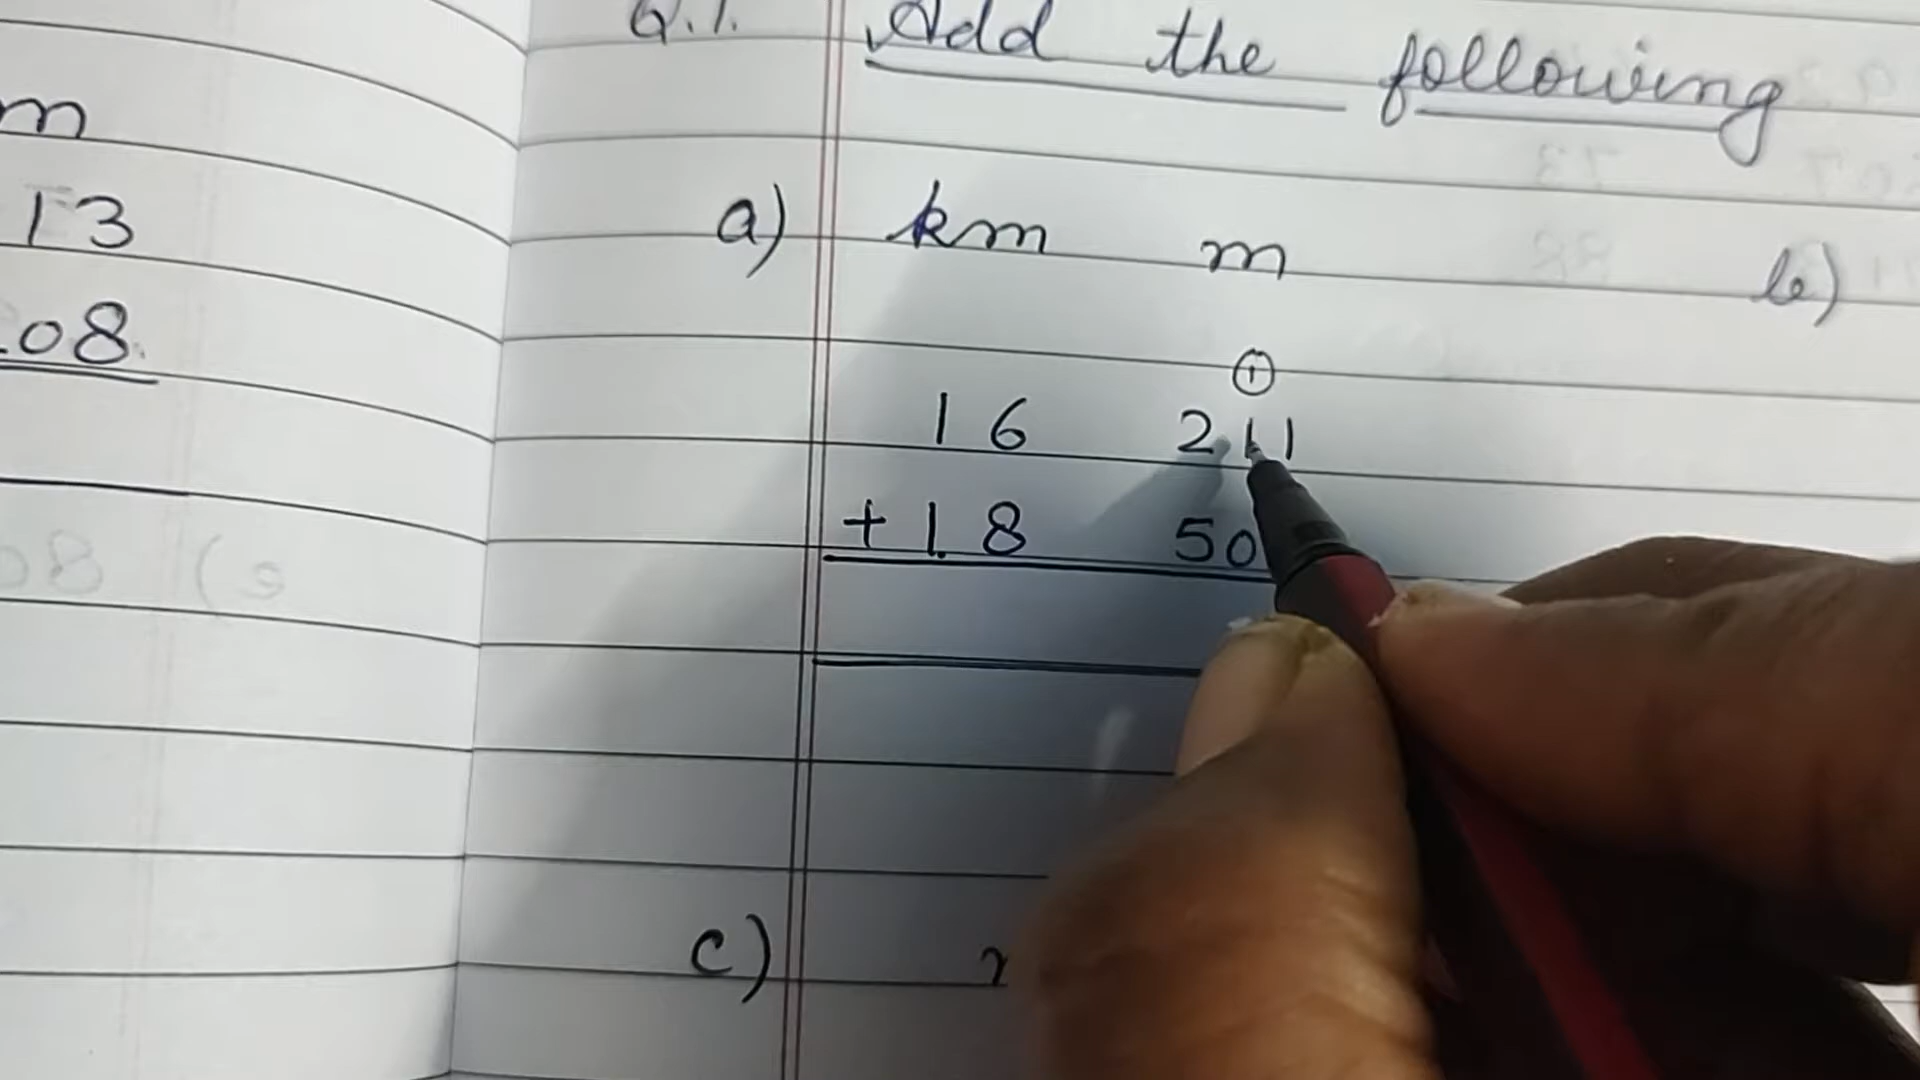 Q.1. Add the following
m
13
08
a) km m
b)
1
16 211
+18 50
c)